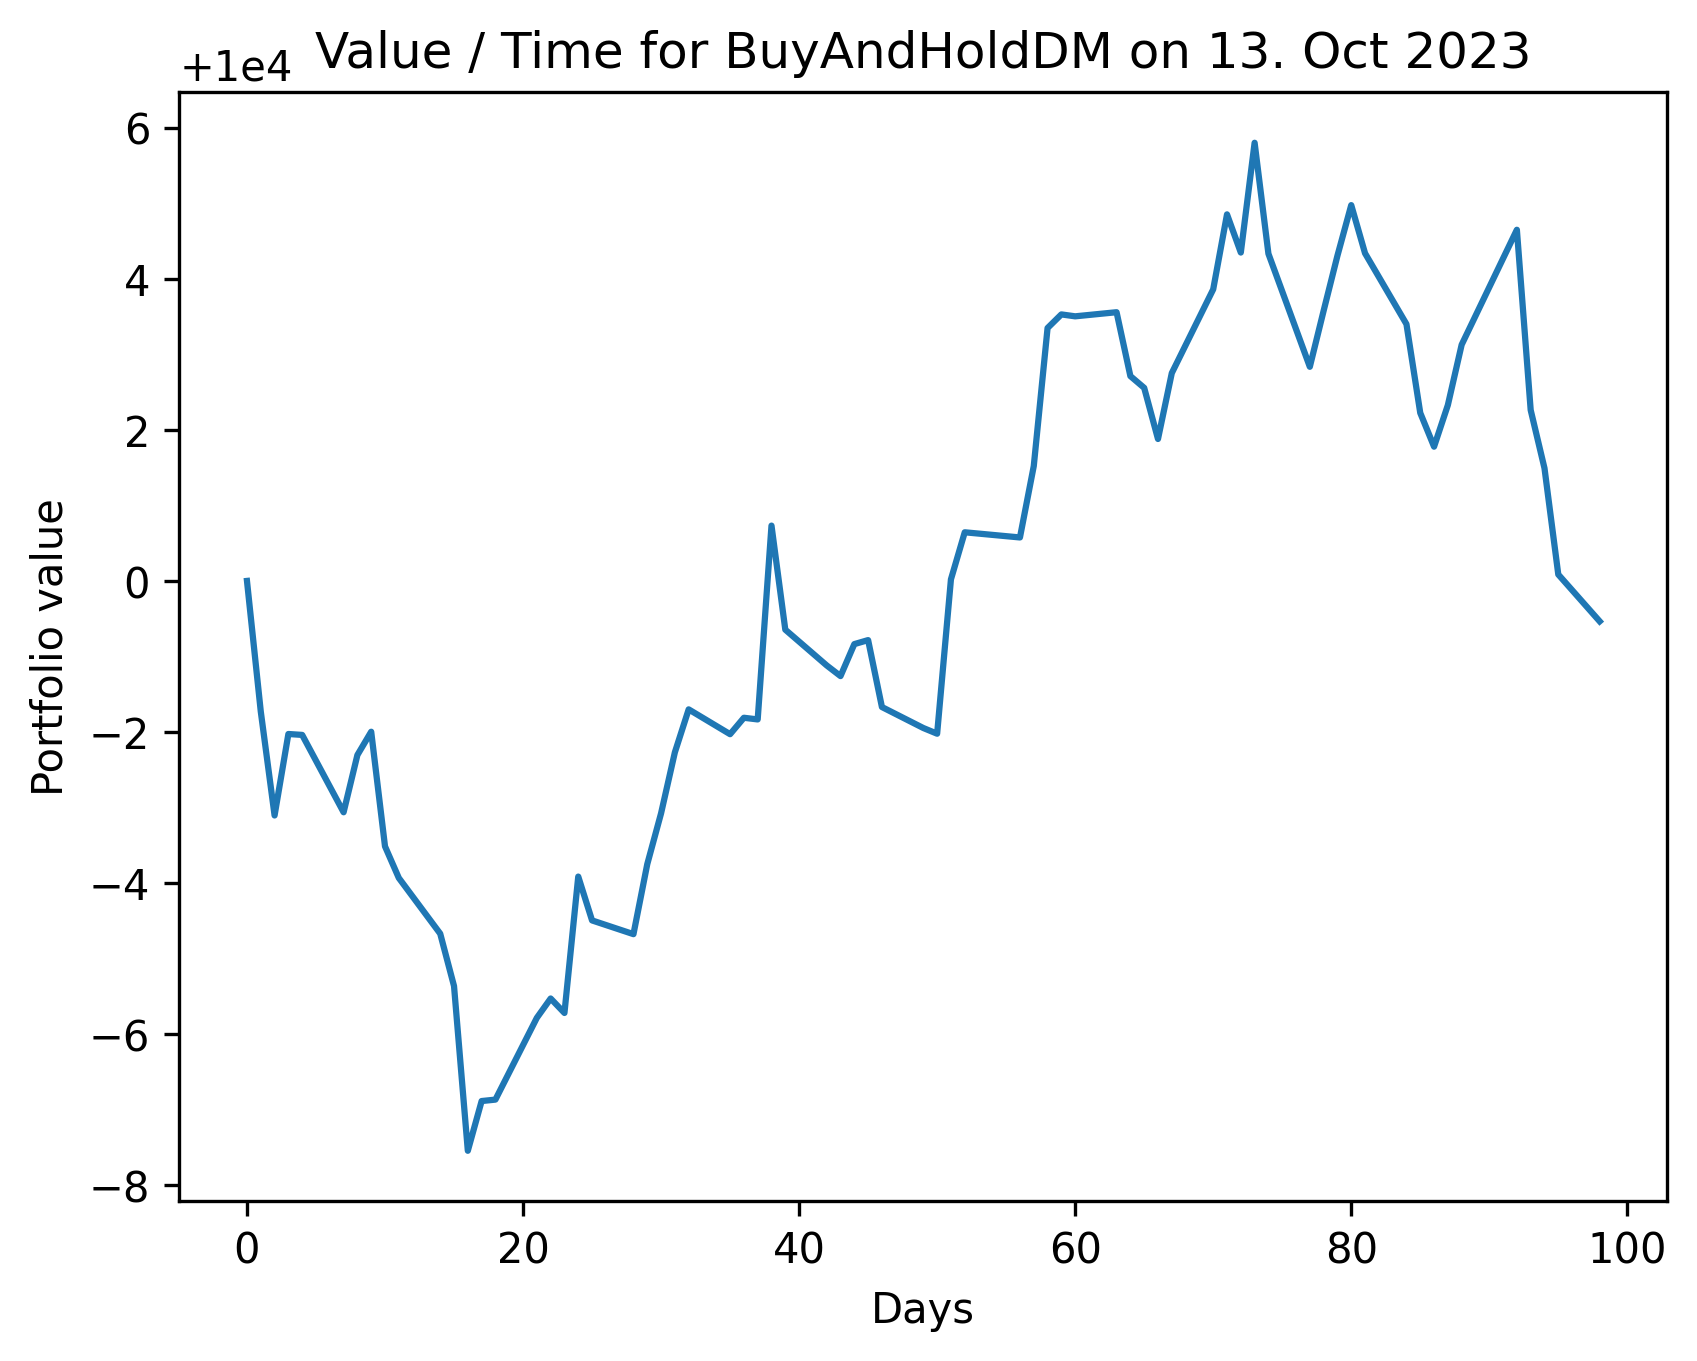 Value / Time for BuyAndHoldDM on 13. Oct 2023
+1e4
6
4
2
0
−2
−4
−6
−8
Portfolio value
0 20 40 60 80 100
Days